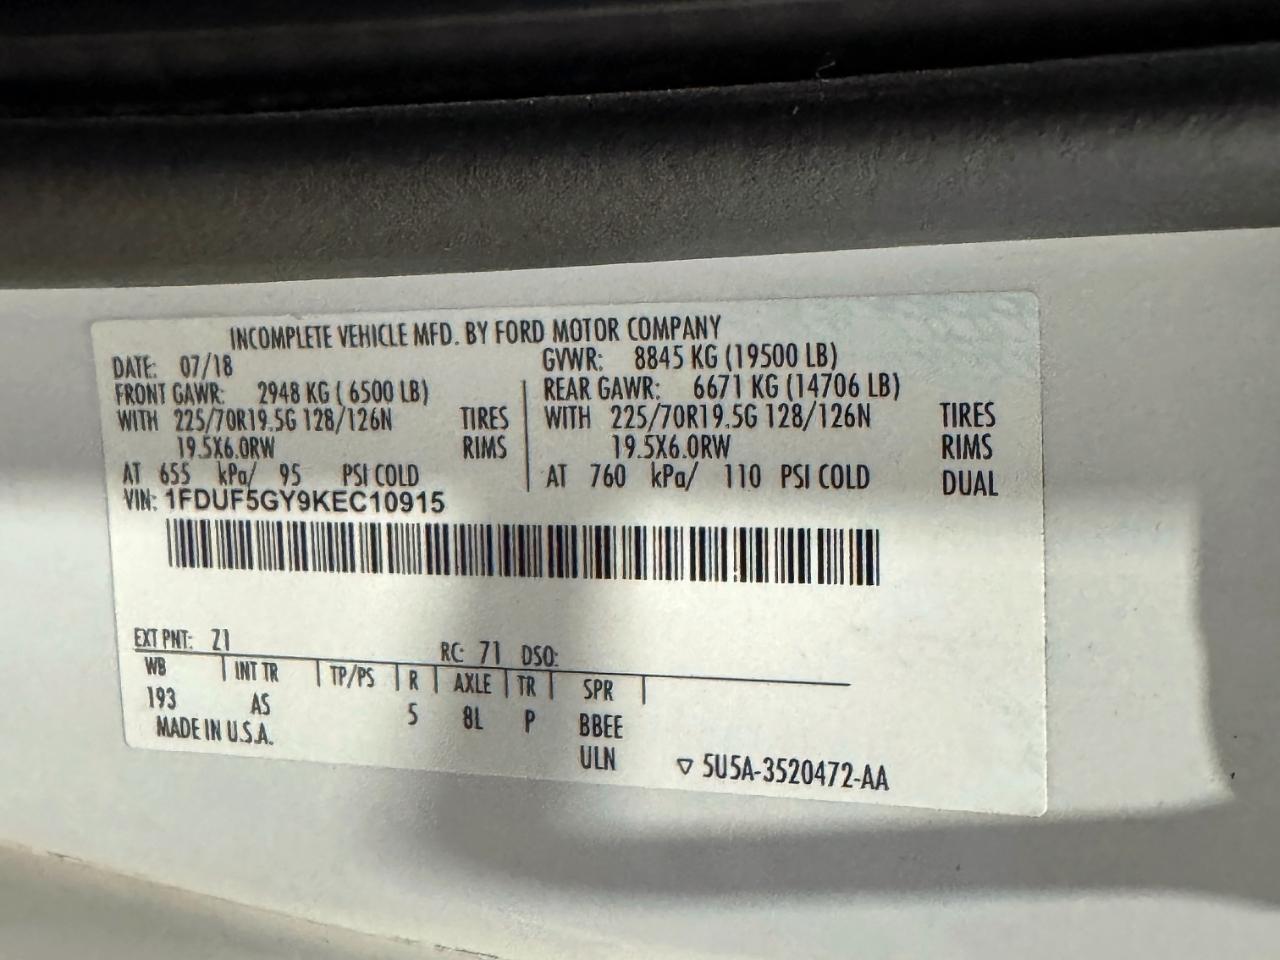 INCOMPLETE VEHICLE MFD. BY FORD MOTOR COMPANY
DATE: 07/18 GVWR: 8845 KG (19500 LB)
FRONT GAWR: 2948 KG ( 6500 LB) REAR GAWR: 6671 KG (14706 LB)
WITH 225/70R19.5G 128/126N TIRES WITH 225/70R19.5G 128/126N TIRES
19.5X6.0RW RIMS 19.5X6.0RW RIMS
AT 655 kPa/ 95 PSI COLD AT 760 kPa/ 110 PSI COLD DUAL
VIN: 1FDUF5GY9KEC10915
EXT PNT: Z1 RC: 71 DSO:
WB INT TR TP/PS R AXLE TR SPR
193 AS 5 8L P BBEE
MADE IN U.S.A. ULN ▽ 5U5A-3520472-AA